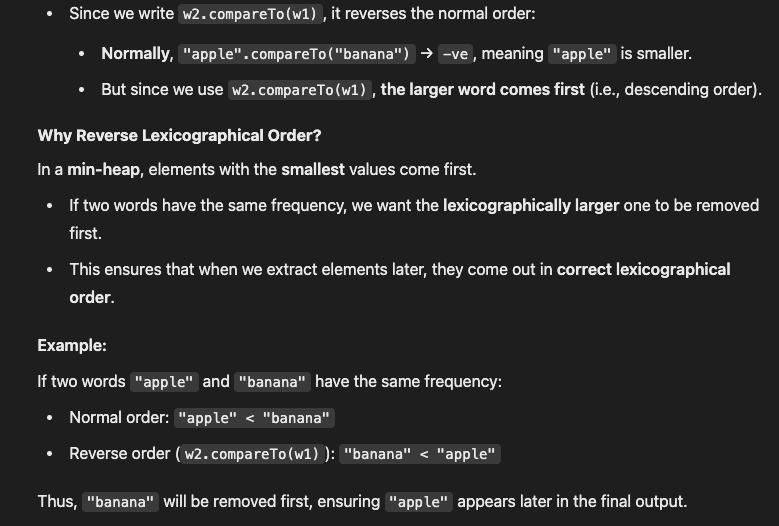 • Since we write w2.compareTo(w1), it reverses the normal order:
• Normally, "apple".compareTo("banana") → -ve, meaning "apple" is smaller.
• But since we use w2.compareTo(w1), the larger word comes first (i.e., descending order).
Why Reverse Lexicographical Order?
In a min-heap, elements with the smallest values come first.
• If two words have the same frequency, we want the lexicographically larger one to be removed
first.
• This ensures that when we extract elements later, they come out in correct lexicographical
order.
Example:
If two words "apple" and "banana" have the same frequency:
• Normal order: "apple" < "banana"
• Reverse order (w2.compareTo(w1)): "banana" < "apple"
Thus, "banana" will be removed first, ensuring "apple" appears later in the final output.